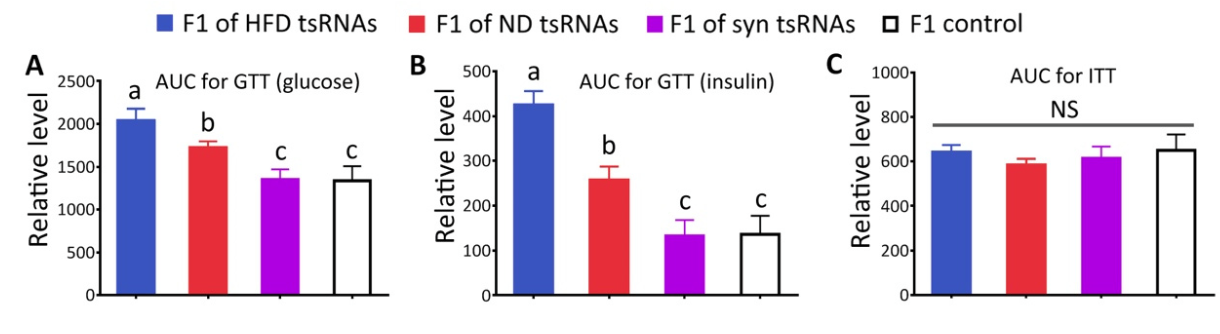 F1 of HFD tsRNAs F1 of ND tsRNAs F1 of syn tsRNAs F1 control
A
AUC for GTT (glucose)
Relative level
2500
2000
1500
1000
500
0
a
b
c
c
B
AUC for GTT (insulin)
Relative level
500
400
300
200
100
0
a
b
c
c
C
AUC for ITT
Relative level
1000
800
600
400
200
0
NS